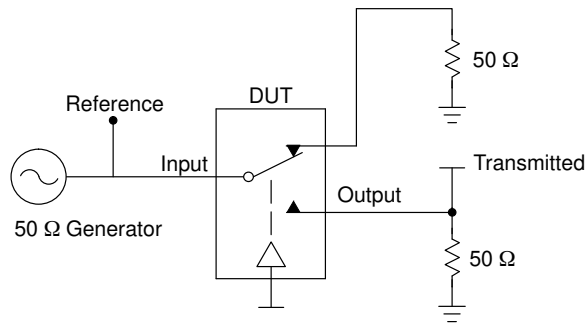 50 Ω
DUT
Reference
Input
Transmitted
Output
50 Ω Generator
50 Ω